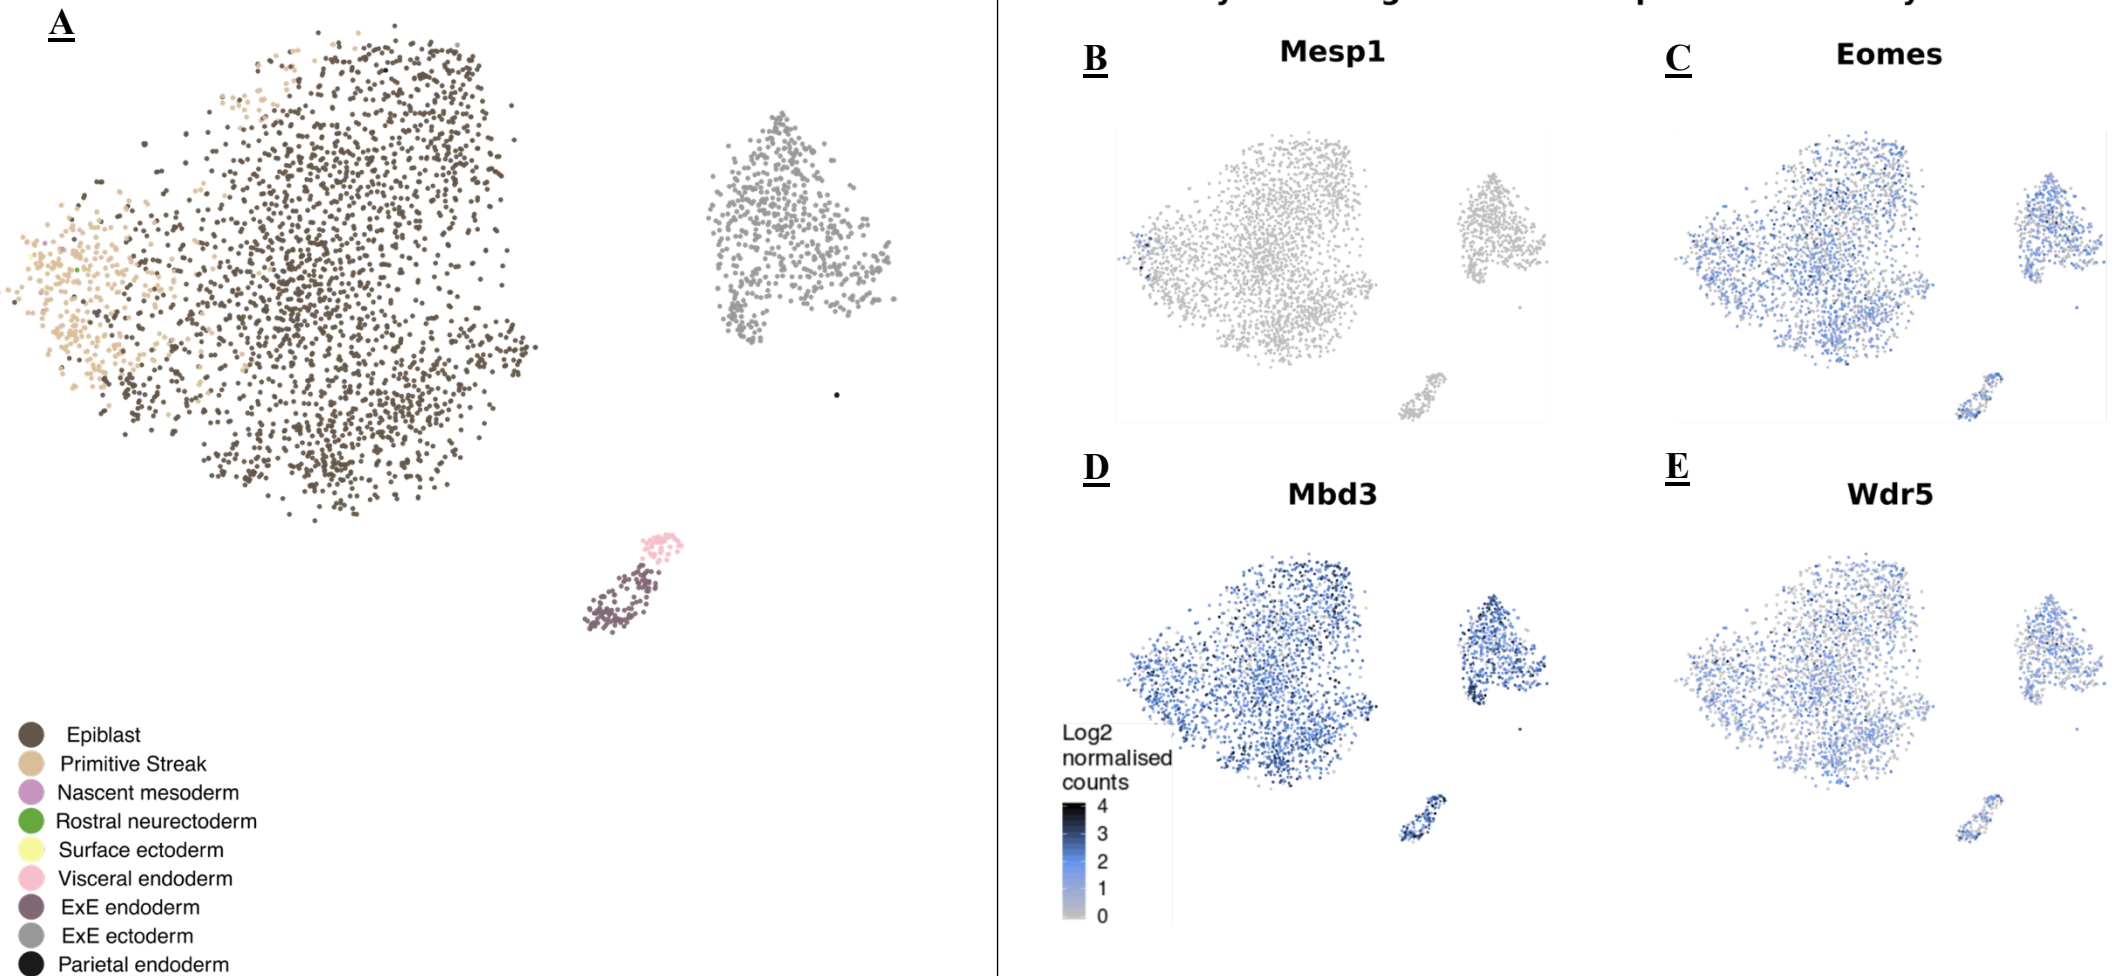 A
Epiblast
Primitive Streak
Nascent mesoderm
Rostral neurectoderm
Surface ectoderm
Visceral endoderm
ExE endoderm
ExE ectoderm
Parietal endoderm
B
Mesp1
C
Eomes
D
Mbd3
E
Wdr5
Log2
normalised
counts
4
3
2
1
0